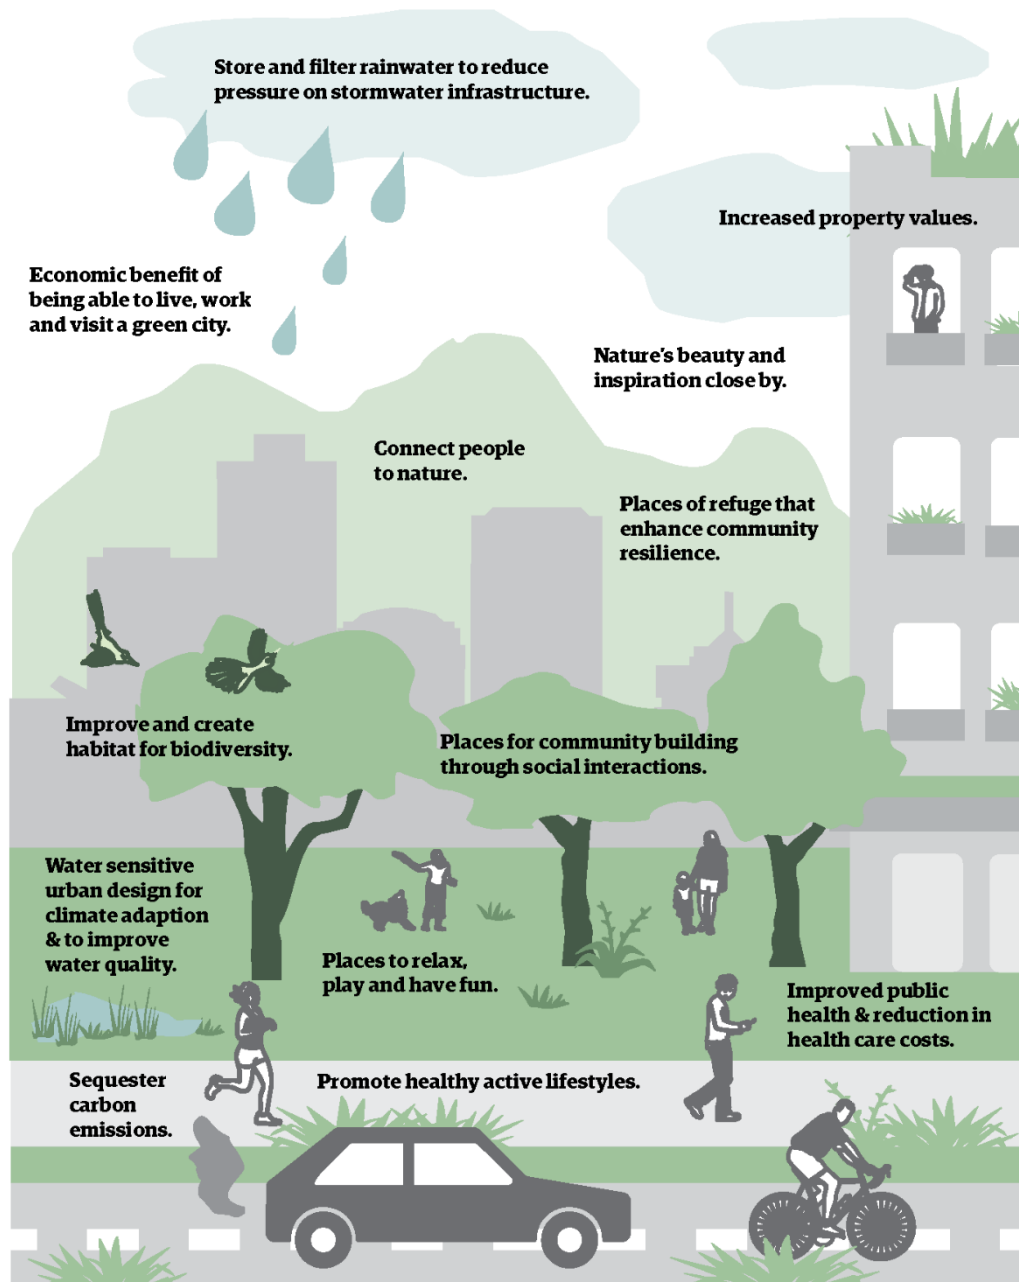 Store and filter rainwater to reduce
pressure on stormwater infrastructure.
Increased property values.
Economic benefit of
being able to live, work
and visit a green city.
Nature’s beauty and
inspiration close by.
Connect people
to nature.
Places of refuge that
enhance community
resilience.
Improve and create
habitat for biodiversity.
Places for community building
through social interactions.
Water sensitive
urban design for
climate adaption
& to improve
water quality.
Places to relax,
play and have fun.
Improved public
health & reduction in
health care costs.
Sequester
carbon
emissions.
Promote healthy active lifestyles.